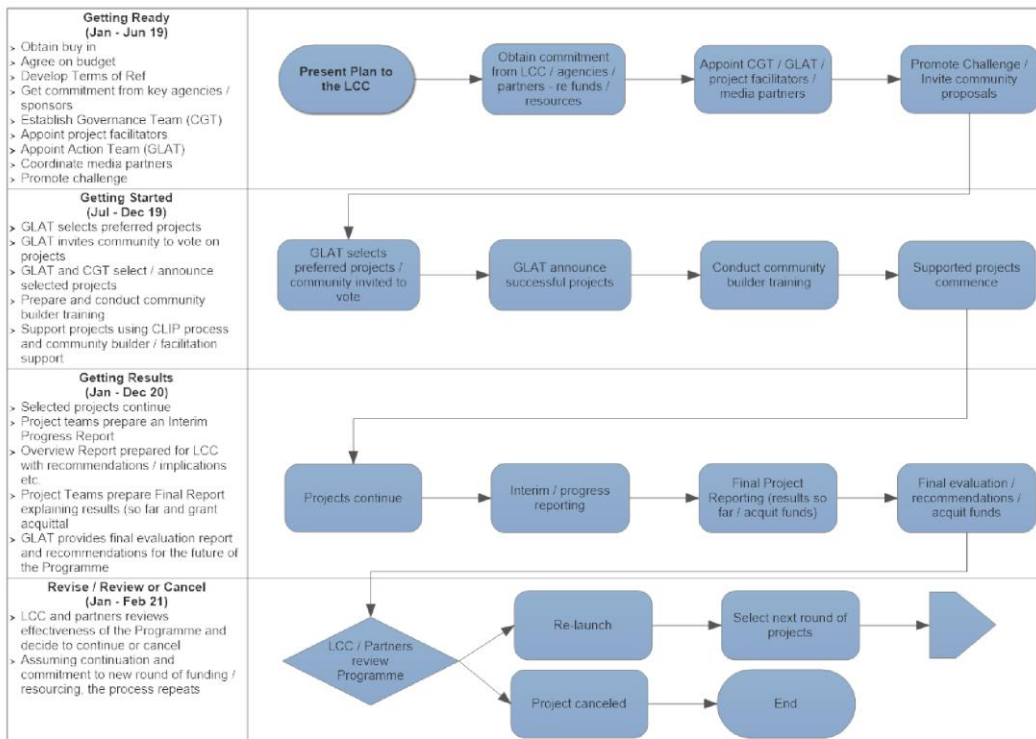 Getting Ready
(Jan - Jun 19)
> Obtain buy in
> Agree on budget
> Develop Terms of Ref
> Get commitment from key agencies /
sponsors
> Establish Governance Team (CGT)
> Appoint project facilitators
> Appoint Action Team (GLAT)
> Coordinate media partners
> Promote challenge
Present Plan to
the LCC
Obtain commitment
from LCC / agencies /
partners - re funds /
resources
Appoint CGT / GLAT /
project facilitators /
media partners
Promote Challenge /
Invite community
proposals
Getting Started
(Jul - Dec 19)
> GLAT selects preferred projects
> GLAT invites community to vote on
projects
> GLAT and CGT select / announce
selected projects
> Prepare and conduct community
builder training
> Support projects using CLIP process
and community builder / facilitation
support
GLAT selects
preferred projects /
community invited to
vote
GLAT announce
successful projects
Conduct community
builder training
Supported projects
commence
Getting Results
(Jan - Dec 20)
> Selected projects continue
> Project teams prepare an Interim
Progress Report
> Overview Report prepared for LCC
with recommendations / implications
etc.
> Project Teams prepare Final Report
explaining results (so far and grant
acquittal
> GLAT provides final evaluation report
and recommendations for the future of
the Programme
Projects continue
Interim / progress
reporting
Final Project
Reporting (results so
far / acquit funds)
Final evaluation /
recommendations /
acquit funds
Revise / Review or Cancel
(Jan - Feb 21)
> LCC and partners reviews
effectiveness of the Programme and
decide to continue or cancel
> Assuming continuation and
commitment to new round of funding /
resourcing, the process repeats
LCC / Partners
review
Programme
Re-launch
Select next round of
projects
Project canceled
End